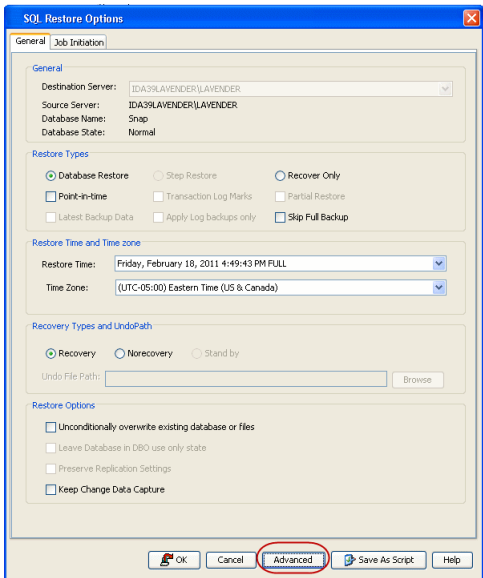 SQL Restore Options
General Job Initiation
General
Destination Server: IDA39LAVENDER\LAVENDER
Source Server: IDA39LAVENDER\LAVENDER
Database Name: Snap
Database State: Normal
Restore Types
Database Restore Step Restore Recover Only
Point-in-time Transaction Log Marks Partial Restore
Latest Backup Data Apply Log backups only Skip Full Backup
Restore Time and Time zone
Restore Time: Friday, February 18, 2011 4:49:43 PM FULL
Time Zone: (UTC-05:00) Eastern Time (US & Canada)
Recovery Types and UndoPath
Recovery Norecovery Stand by
Undo File Path: Browse
Restore Options
Unconditionally overwrite existing database or files
Leave Database in DBO use only state
Preserve Replication Settings
Keep Change Data Capture
OK Cancel Advanced Save As Script Help